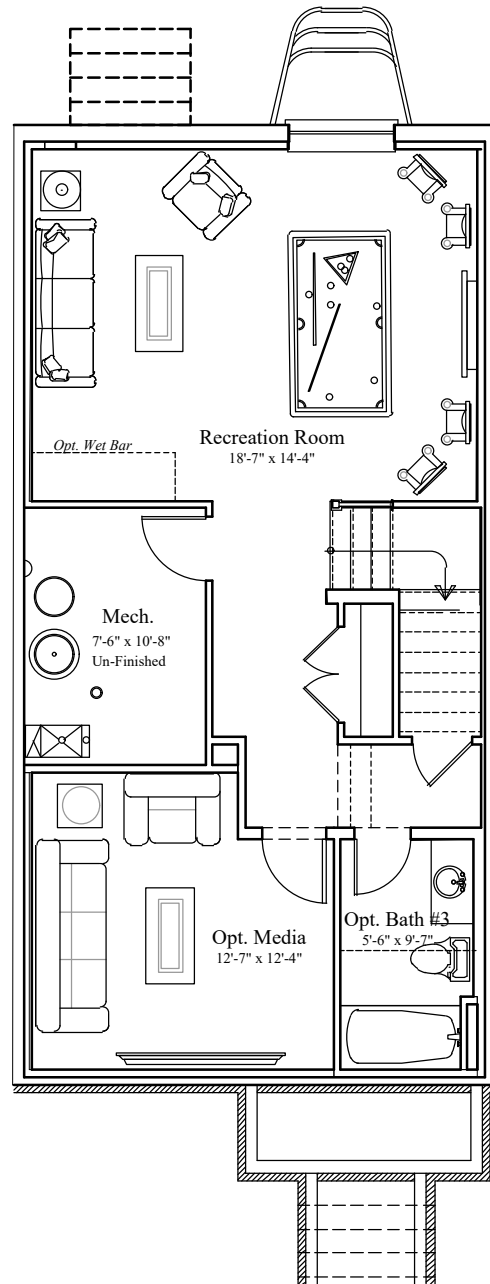 Opt. Wet Bar
Recreation Room
18'-7" x 14'-4"
Mech.
7'-6" x 10'-8"
Un-Finished
Opt. Media
12'-7" x 12'-4"
Opt. Bath #3
5'-6" x 9'-7"